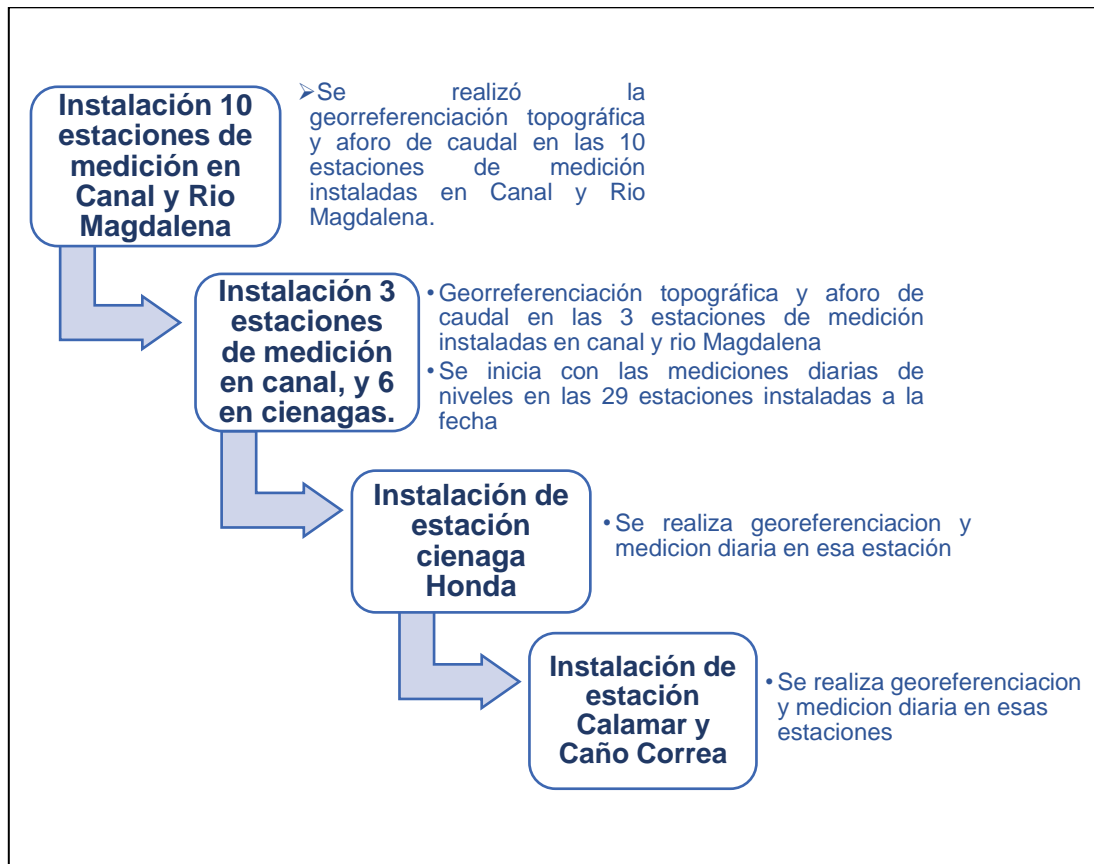 Instalación 10
estaciones de
medición en
Canal y Rio
Magdalena
➢Se realizó la
georreferenciación topográfica
y aforo de caudal en las 10
estaciones de medición
instaladas en Canal y Rio
Magdalena.
Instalación 3
estaciones
de medición
en canal, y 6
en cienagas.
• Georreferenciación topográfica y aforo de
caudal en las 3 estaciones de medición
instaladas en canal y rio Magdalena
• Se inicia con las mediciones diarias de
niveles en las 29 estaciones instaladas a la
fecha
Instalación de
estación
cienaga
Honda
• Se realiza georeferenciacion y
medicion diaria en esa estación
Instalación de
estación
Calamar y
Caño Correa
• Se realiza georeferenciacion
y medicion diaria en esas
estaciones